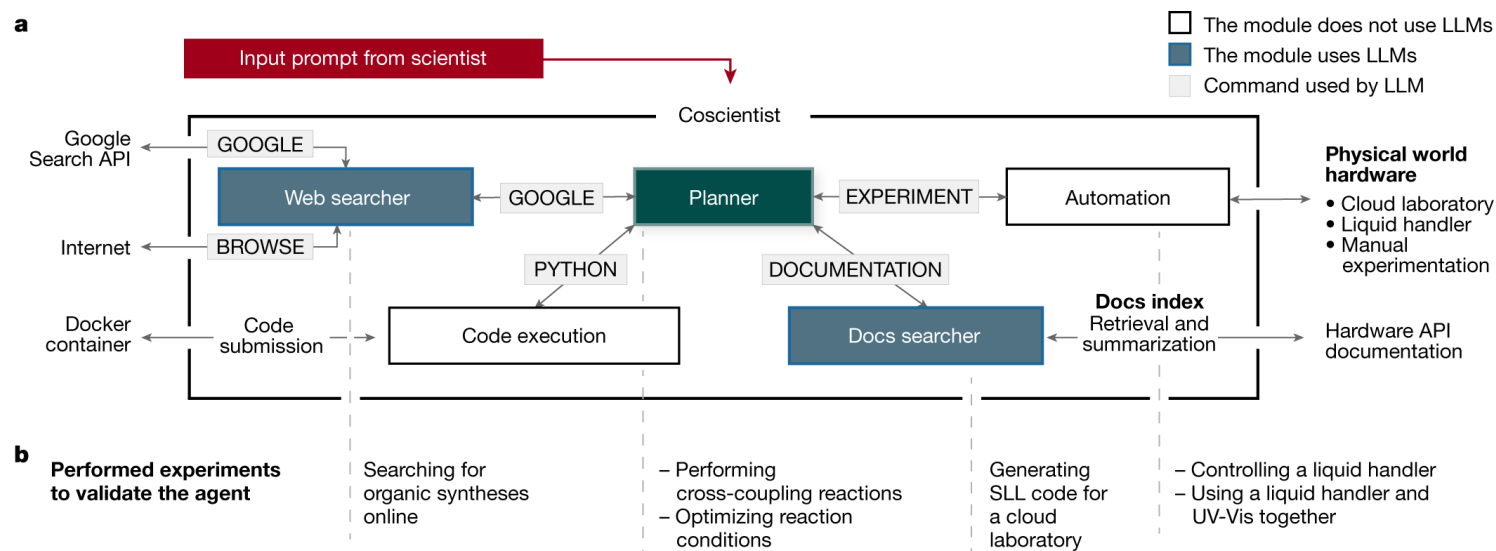 a
The module does not use LLMs
The module uses LLMs
Command used by LLM
Input prompt from scientist
Coscientist
Google
Search API
GOOGLE
Web searcher
GOOGLE
Planner
EXPERIMENT
Automation
Physical world
hardware
• Cloud laboratory
• Liquid handler
• Manual
experimentation
Internet
BROWSE
PYTHON
DOCUMENTATION
Docker
container
Code
submission
Code execution
Docs searcher
Docs index
Retrieval and
summarization
Hardware API
documentation
b
Performed experiments
to validate the agent
Searching for
organic syntheses
online
– Performing
cross-coupling reactions
– Optimizing reaction
conditions
Generating
SLL code for
a cloud
laboratory
– Controlling a liquid handler
– Using a liquid handler and
UV-Vis together